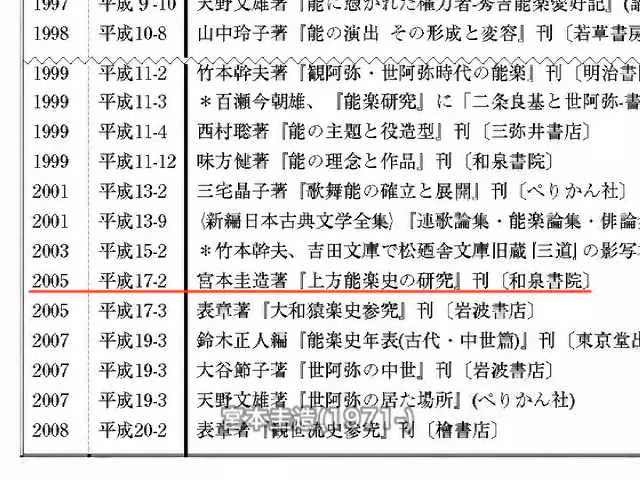 1997 平成9-10 天野文雄著『能に憑かれた権力者-秀吉能楽愛好記』
1998 平成10-8 山中玲子著『能の演出 その形成と変容』刊〔若草書房
1999 平成11-2 竹本幹夫著『観阿弥・世阿弥時代の能楽』刊〔明治書
1999 平成11-3 ＊百瀬今朝雄、『能楽研究』に「二条良基と世阿弥-書
1999 平成11-4 西村聡著『能の主題と役造型』刊〔三弥井書店〕
1999 平成11-12 味方健著『能の理念と作品』刊〔和泉書院〕
2001 平成13-2 三宅晶子著『歌舞能の確立と展開』刊〔ぺりかん社〕
2001 平成13-9 〈新編日本古典文学全集〉『連歌論集・能楽論集・俳論
2003 平成15-2 ＊竹本幹夫、吉田文庫で松廼舎文庫旧蔵『三道』の影写
2005 平成17-2 宮本圭造著『上方能楽史の研究』刊〔和泉書院〕
2005 平成17-3 表章著『大和猿楽史参究』刊〔岩波書店〕
2007 平成19-3 鈴木正人編『能楽史年表(古代・中世篇)』刊〔東京堂出
2007 平成19-3 大谷節子著『世阿弥の中世』刊〔岩波書店〕
2007 平成19-3 天野文雄著『世阿弥の居た場所』(ぺりかん社)
宮本圭造(1971-)
2008 平成20-2 表章著『観世流史参究』刊〔檜書店〕